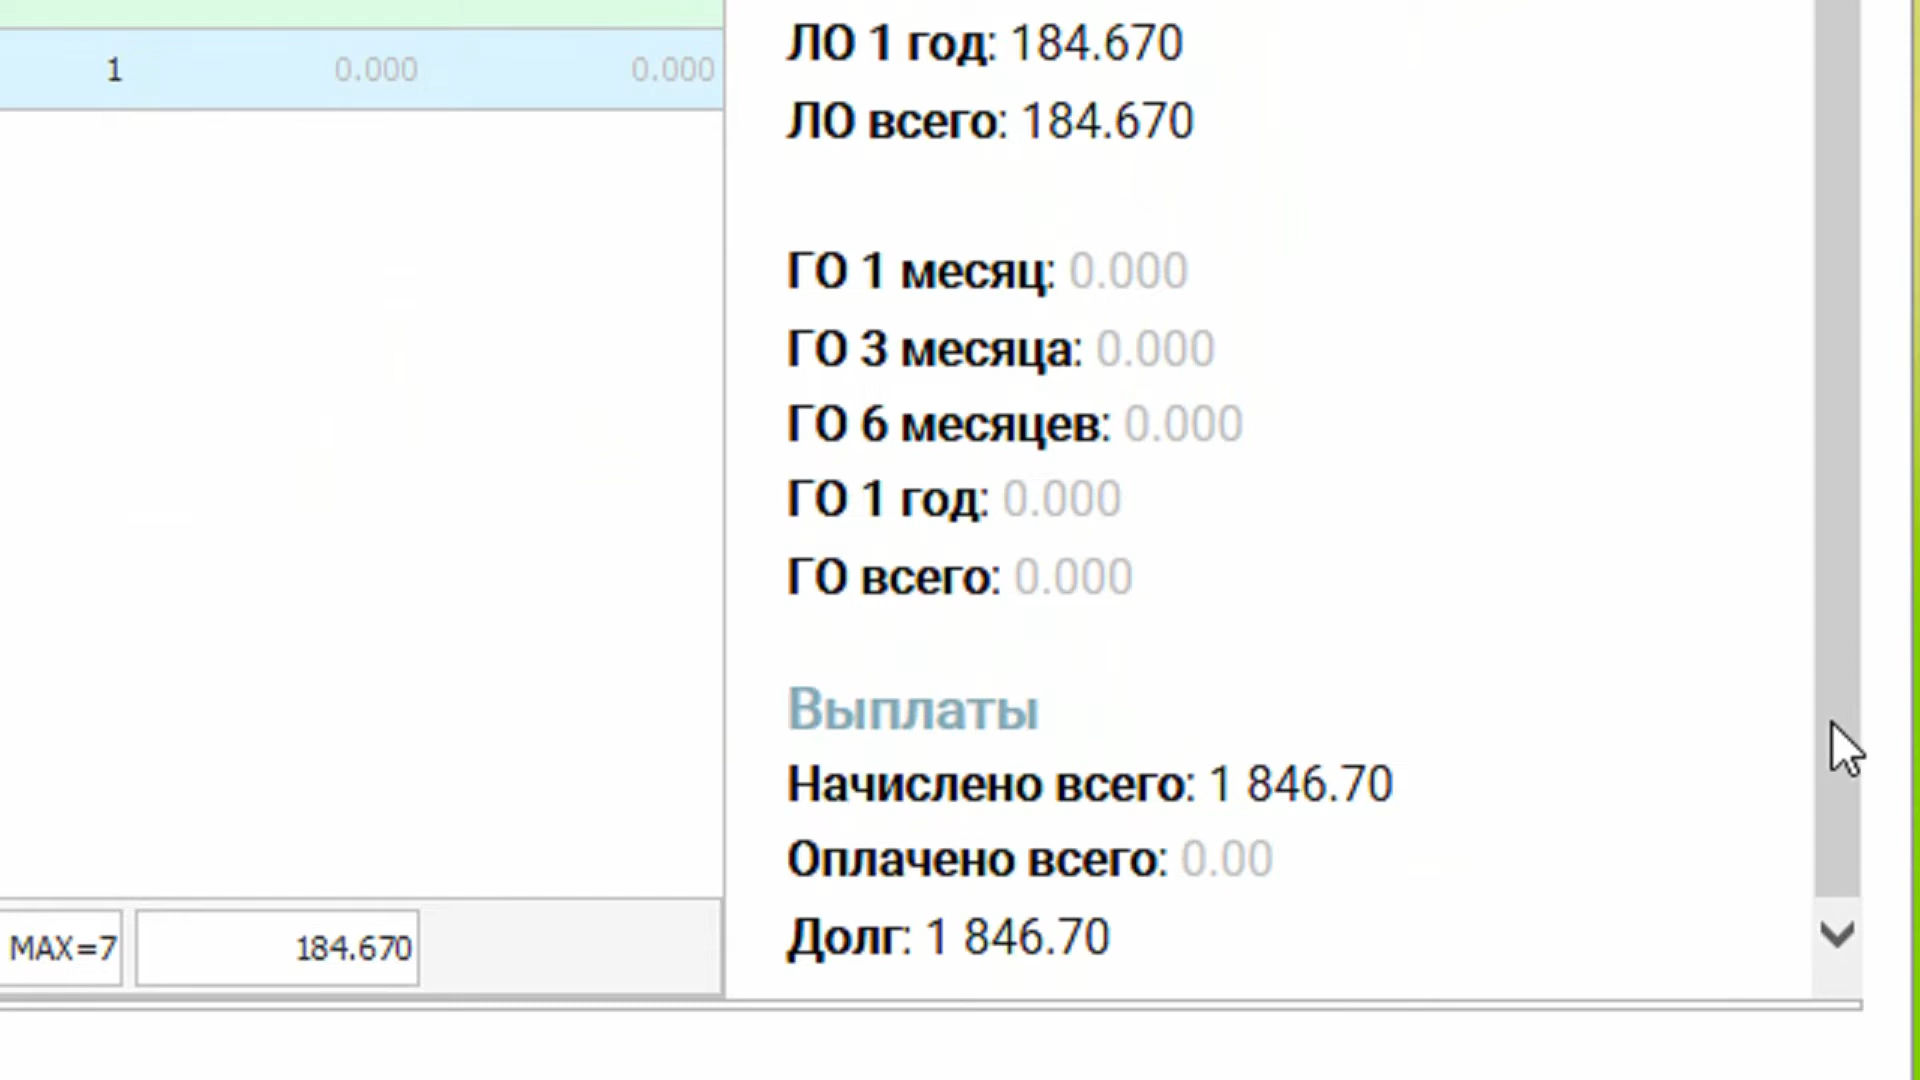 1 0.000 0.000
MAX=7 184.670
ЛО 1 год: 184.670
ЛО всего: 184.670
ГО 1 месяц: 0.000
ГО 3 месяца: 0.000
ГО 6 месяцев: 0.000
ГО 1 год: 0.000
ГО всего: 0.000
Выплаты
Начислено всего: 1 846.70
Оплачено всего: 0.00
Долг: 1 846.70